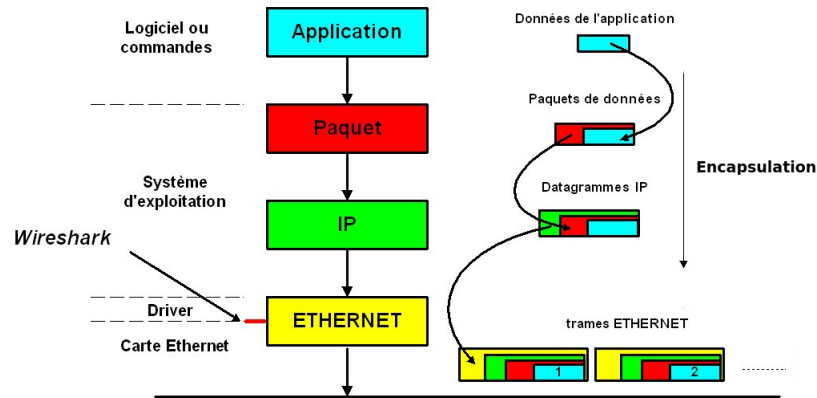 Logiciel ou
commandes
Application
Données de l'application
Paquet
Paquets de données
Encapsulation
Système
d'exploitation
Datagrammes IP
IP
Wireshark
Driver
ETHERNET
trames ETHERNET
Carte Ethernet
1
2